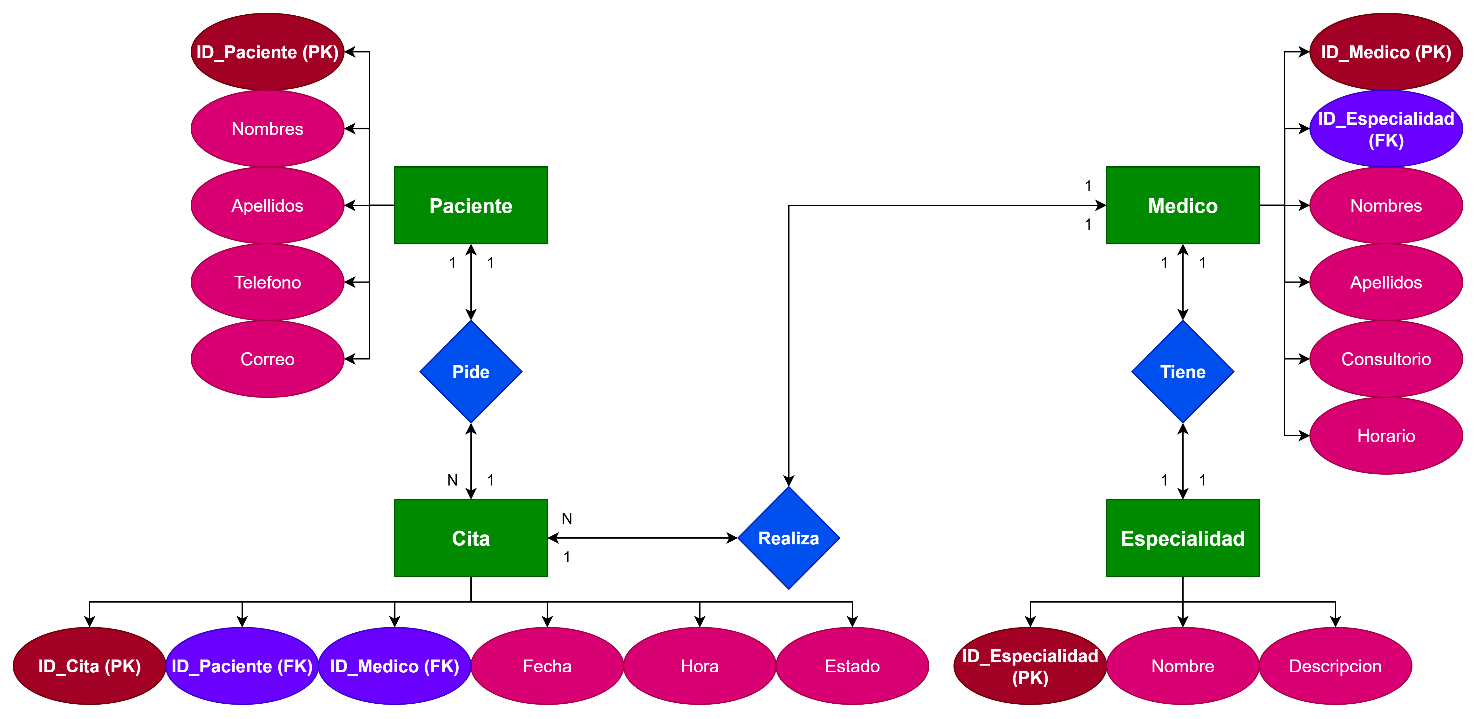 ID_Paciente (PK)
Nombres
Apellidos
Telefono
Correo
Paciente
1 1
Pide
N 1
Cita
N
1
Realiza
ID_Cita (PK)
ID_Paciente (FK)
ID_Medico (FK)
Fecha
Hora
Estado
1
1
Medico
1 1
Tiene
1 1
Especialidad
ID_Medico (PK)
ID_Especialidad
(FK)
Nombres
Apellidos
Consultorio
Horario
ID_Especialidad
(PK)
Nombre
Descripcion